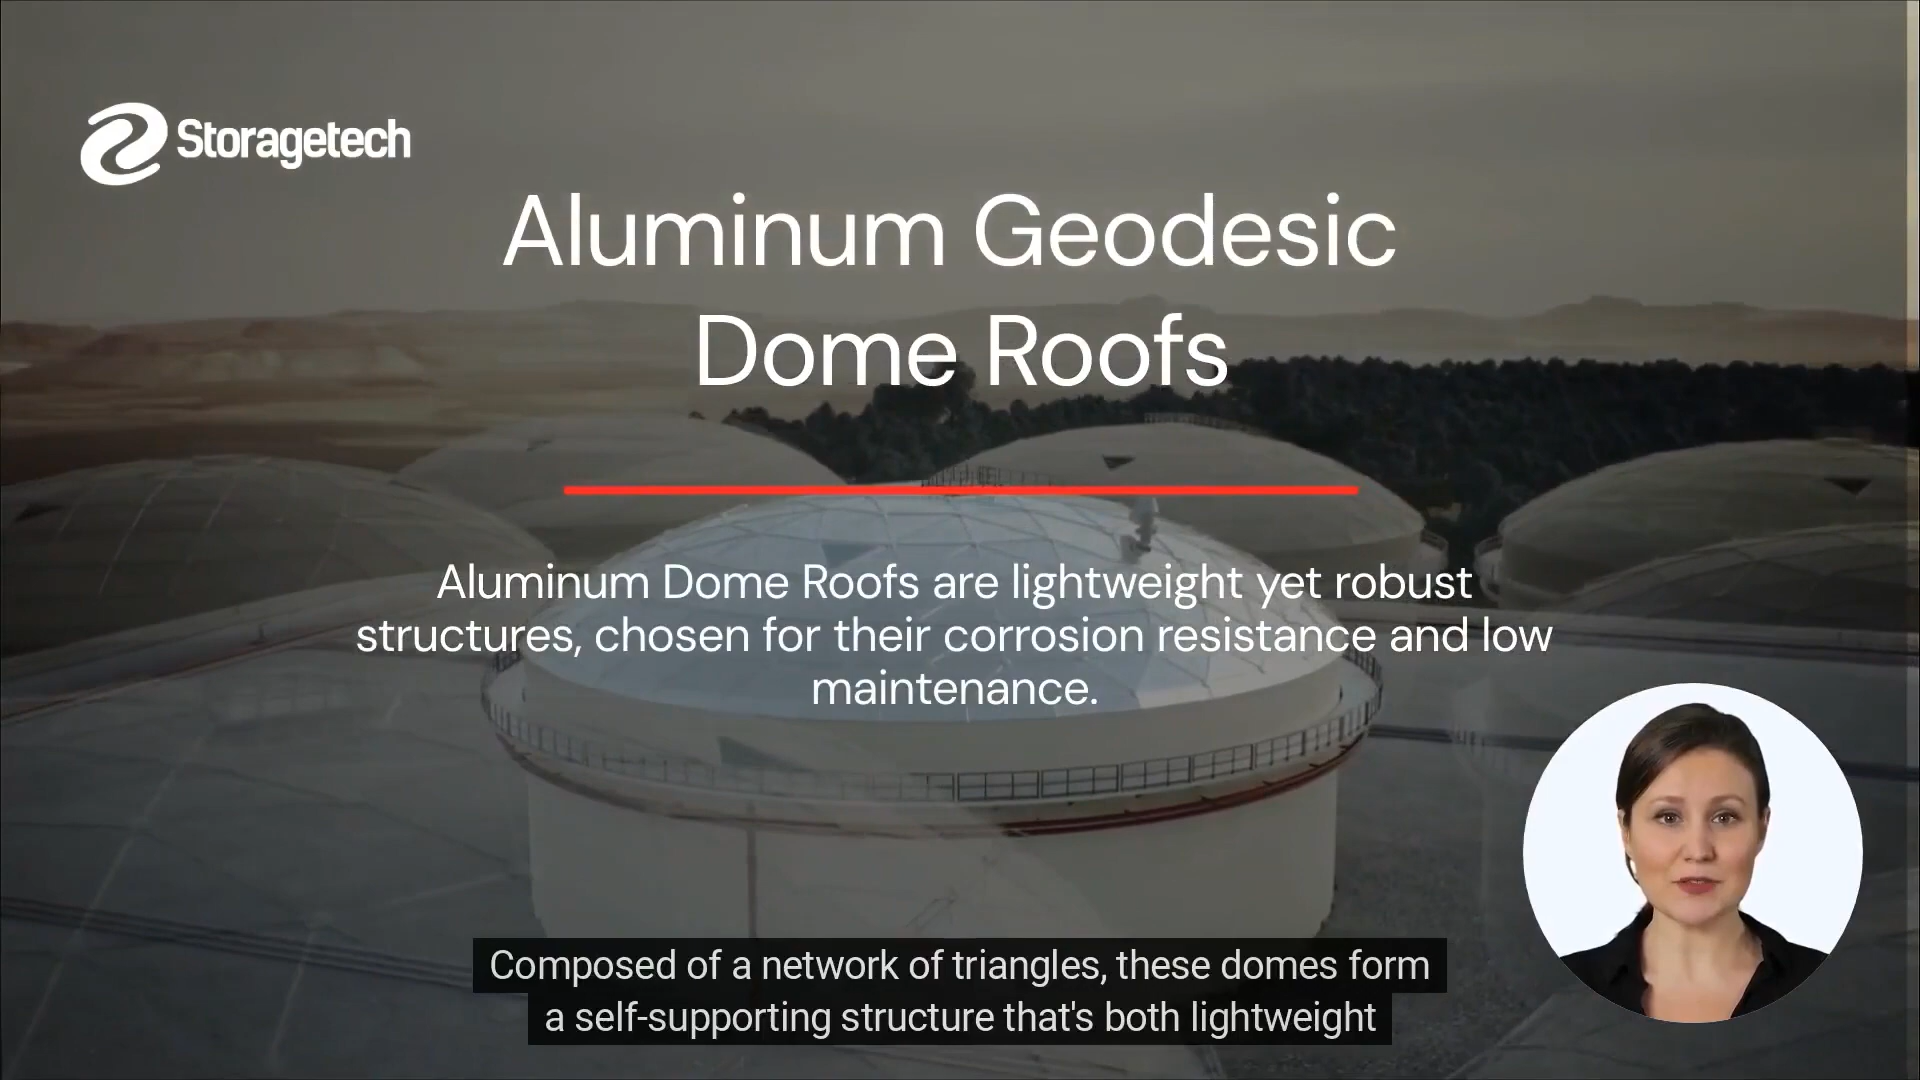 Storagetech
Aluminum Geodesic
Dome Roofs
Aluminum Dome Roofs are lightweight yet robust
structures, chosen for their corrosion resistance and low
maintenance.
Composed of a network of triangles, these domes form
a self-supporting structure that's both lightweight